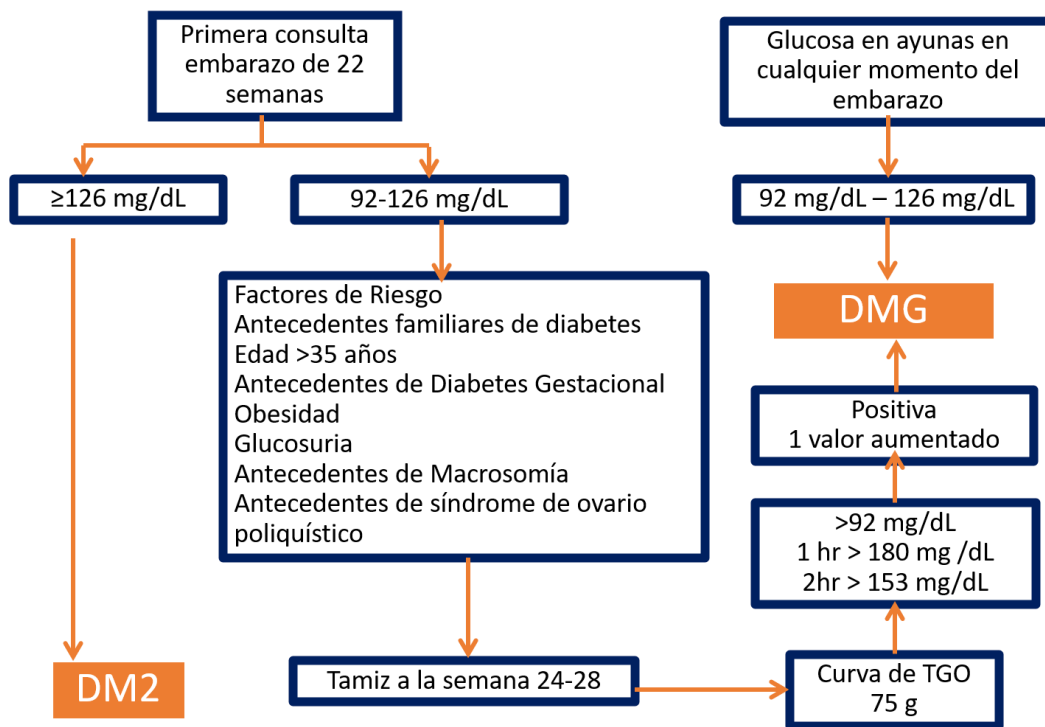 Primera consulta
embarazo de 22
semanas
≥126 mg/dL
92-126 mg/dL
Factores de Riesgo
Antecedentes familiares de diabetes
Edad >35 años
Antecedentes de Diabetes Gestacional
Obesidad
Glucosuria
Antecedentes de Macrosomía
Antecedentes de síndrome de ovario
poliquístico
DM2
Tamiz a la semana 24-28
Glucosa en ayunas en
cualquier momento del
embarazo
92 mg/dL – 126 mg/dL
DMG
Positiva
1 valor aumentado
>92 mg/dL
1 hr > 180 mg /dL
2hr > 153 mg/dL
Curva de TGO
75 g